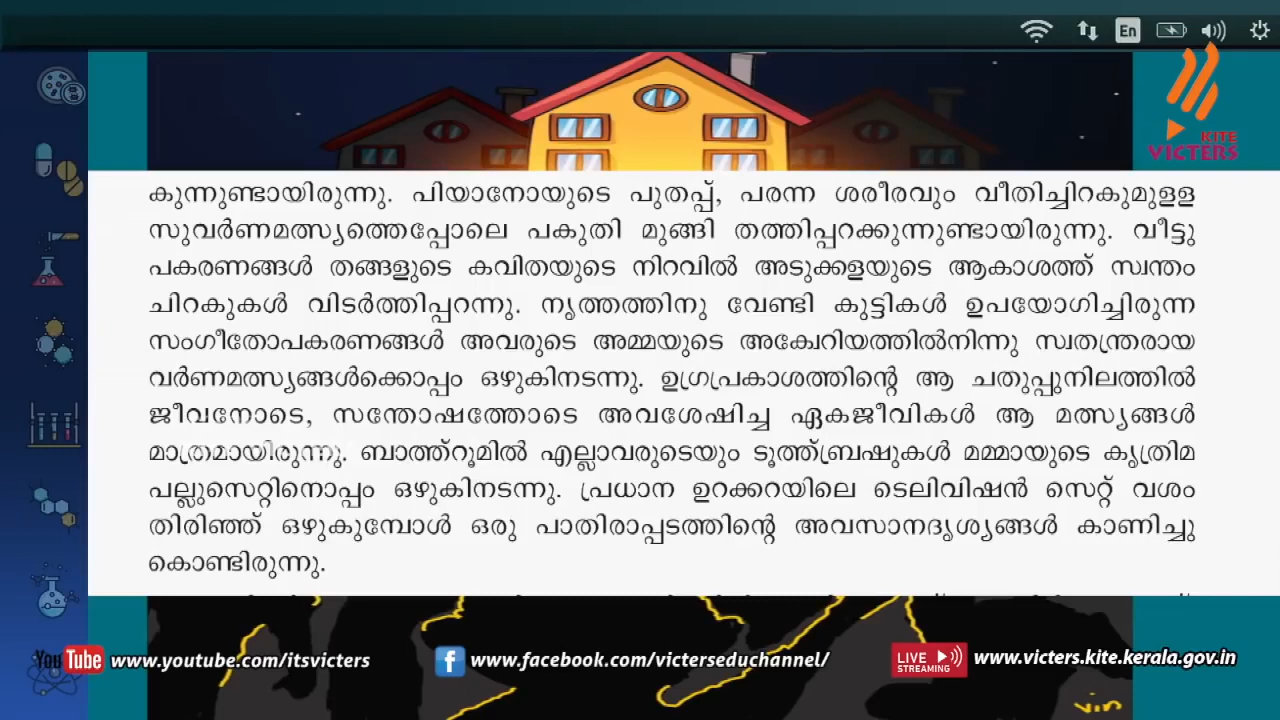 En
KITE
VICTERS
കുന്നുണ്ടായിരുന്നു. പിയാനോയുടെ പുതപ്പ്, പരന്ന ശരീരവും വീതിച്ചിറകുമുളള
സുവർണമത്സ്യത്തെപ്പോലെ പകുതി മുങ്ങി തത്തിപ്പറക്കുന്നുണ്ടായിരുന്നു. വീട്ടു
പകരണങ്ങൾ തങ്ങളുടെ കവിതയുടെ നിറവിൽ അടുക്കളയുടെ ആകാശത്ത് സ്വന്തം
ചിറകുകൾ വിടർത്തിപ്പറന്നു. നൃത്തത്തിനു വേണ്ടി കുട്ടികൾ ഉപയോഗിച്ചിരുന്ന
സംഗീതോപകരണങ്ങൾ അവരുടെ അമ്മയുടെ അക്വേറിയത്തിൽനിന്നു സ്വതന്ത്രരായ
വർണമത്സ്യങ്ങൾക്കൊപ്പം ഒഴുകിനടന്നു. ഉഗ്രപ്രകാശത്തിന്റെ ആ ചതുപ്പുനിലത്തിൽ
ജീവനോടെ, സന്തോഷത്തോടെ അവശേഷിച്ച ഏകജീവികൾ ആ മത്സ്യങ്ങൾ
മാത്രമായിരുന്നു. ബാത്ത്റൂമിൽ എല്ലാവരുടെയും ടൂത്ത്ബ്രഷുകൾ മമ്മായുടെ കൃത്രിമ
പല്ലുസെറ്റിനൊപ്പം ഒഴുകിനടന്നു. പ്രധാന ഉറക്കറയിലെ ടെലിവിഷൻ സെറ്റ് വശം
തിരിഞ്ഞ് ഒഴുകുമ്പോൾ ഒരു പാതിരാപ്പടത്തിന്റെ അവസാനദൃശ്യങ്ങൾ കാണിച്ചു
കൊണ്ടിരുന്നു.
YouTube www.youtube.com/itsvicters
f www.facebook.com/victerseduchannel/
LIVE STREAMING www.victers.kite.kerala.gov.in